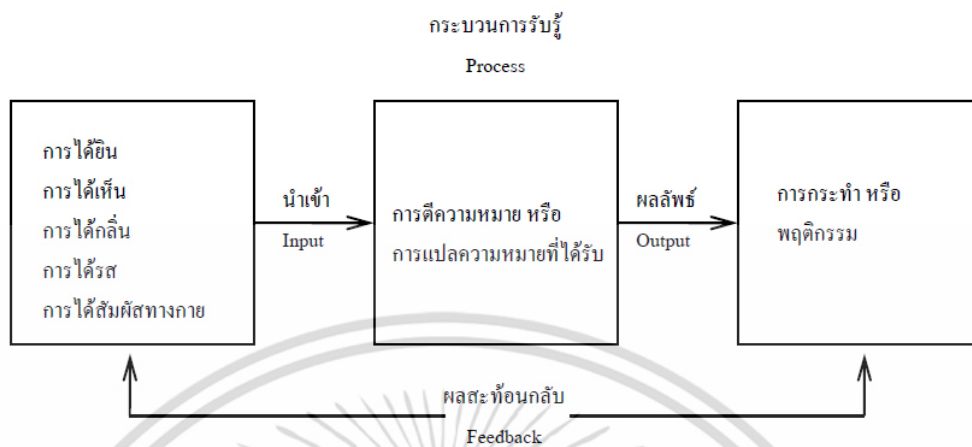 กระบวนการรับรู้
Process
การได้ยิน
การได้เห็น
การได้กลิ่น
การได้รส
การได้สัมผัสทางกาย
นำเข้า
Input
การตีความหมาย หรือ
การแปลความหมายที่ได้รับ
ผลลัพธ์
Output
การกระทำ หรือ
พฤติกรรม
ผลสะท้อนกลับ
Feedback